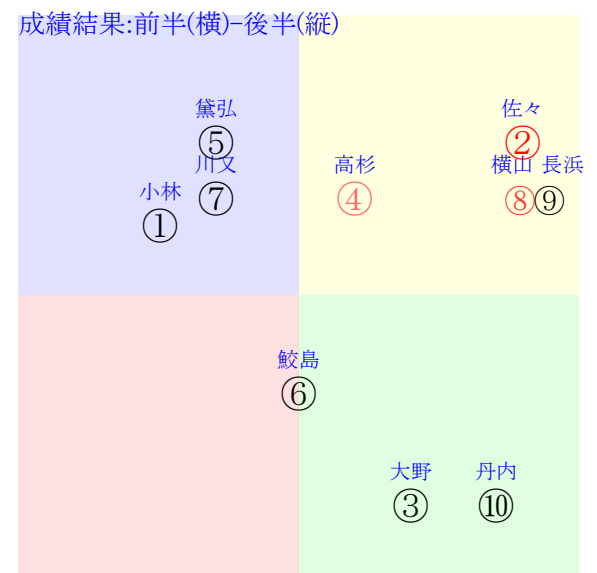 成績結果:前半(横)-後半(縦)
黛弘
⑤
佐々
②
川又
⑦
高杉
④
横山
⑧
長浜
⑨
小林
①
鮫島
⑥
大野
③
丹内
⑩